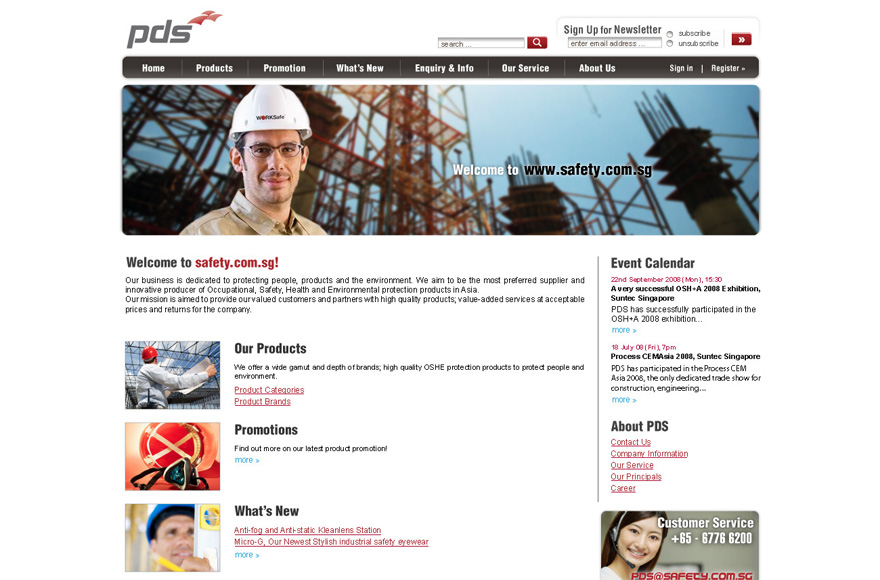 pds
search ...
Sign Up for Newsletter
enter email address ...
subscribe
unsubscribe
»
Home
Products
Promotion
What's New
Enquiry & Info
Our Service
About Us
Sign in | Register »
WORKSafe
Welcome to www.safety.com.sg
Welcome to safety.com.sg!
Our business is dedicated to protecting people, products and the environment. We aim to be the most preferred supplier and
innovative producer of Occupational, Safety, Health and Environmental protection products in Asia.
Our mission is aimed to provide our valued customers and partners with high quality products; value-added services at acceptable
prices and returns for the company.
Our Products
We offer a wide gamut and depth of brands; high quality OSHE protection products to protect people and
environment.
Product Categories
Product Brands
Promotions
Find out more on our latest product promotion!
more »
What's New
Anti-fog and Anti-static Kleanlens Station
Micro-G, Our Newest Stylish industrial safety eyewear
more »
Event Calendar
22nd September 2008 (Mon), 15:30
A very successful OSH+A 2008 Exhibition,
Suntec Singapore
PDS has successfully participated in the
OSH+A 2008 exhibition...
more »
18 July 08 (Fri), 7pm
Process CEMAsia 2008, Suntec Singapore
PDS has participated in the Process CEM
Asia 2008, the only dedicated trade show for
construction, engineering...
more »
About PDS
Contact Us
Company Information
Our Service
Our Principals
Career
Customer Service
+65 - 6776 6200
PDS@SAFETY.COM.SG